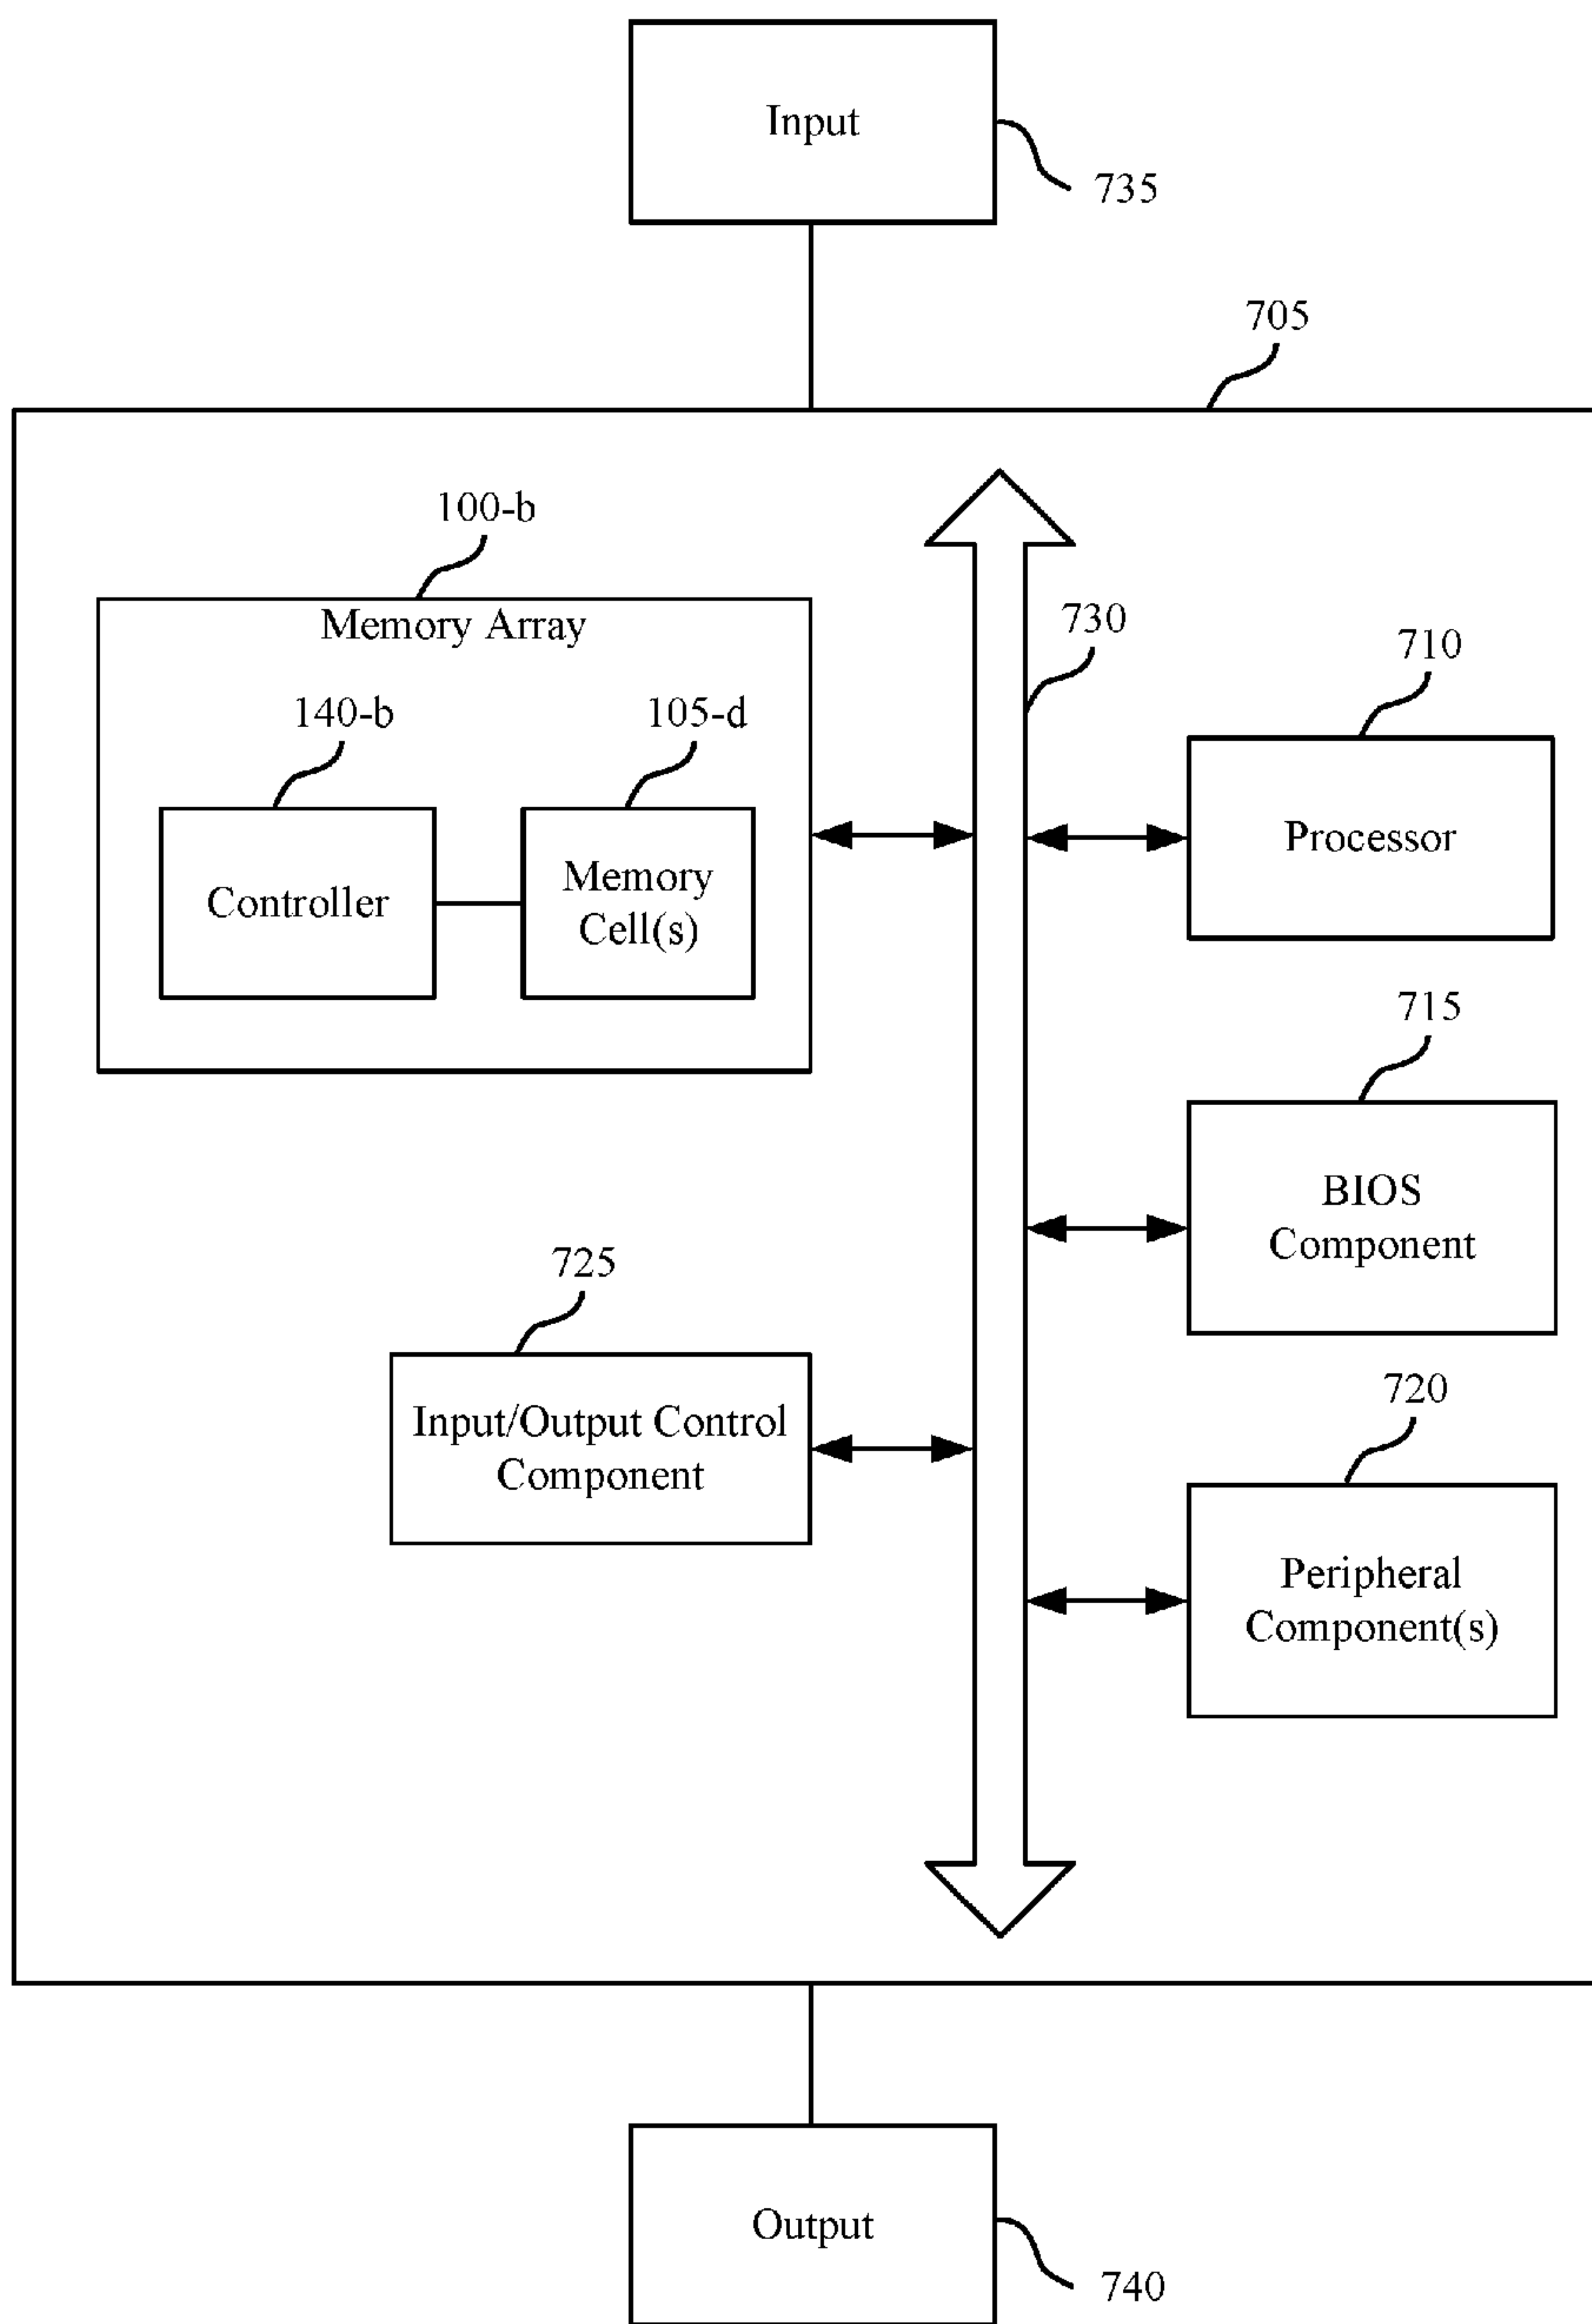 Input
735
705
100-b
Memory Array
730
710
140-b
105-d
Processor
Controller
Memory
Cell(s)
715
BIOS
Component
725
720
Input/Output Control
Component
Peripheral
Component(s)
Output
740